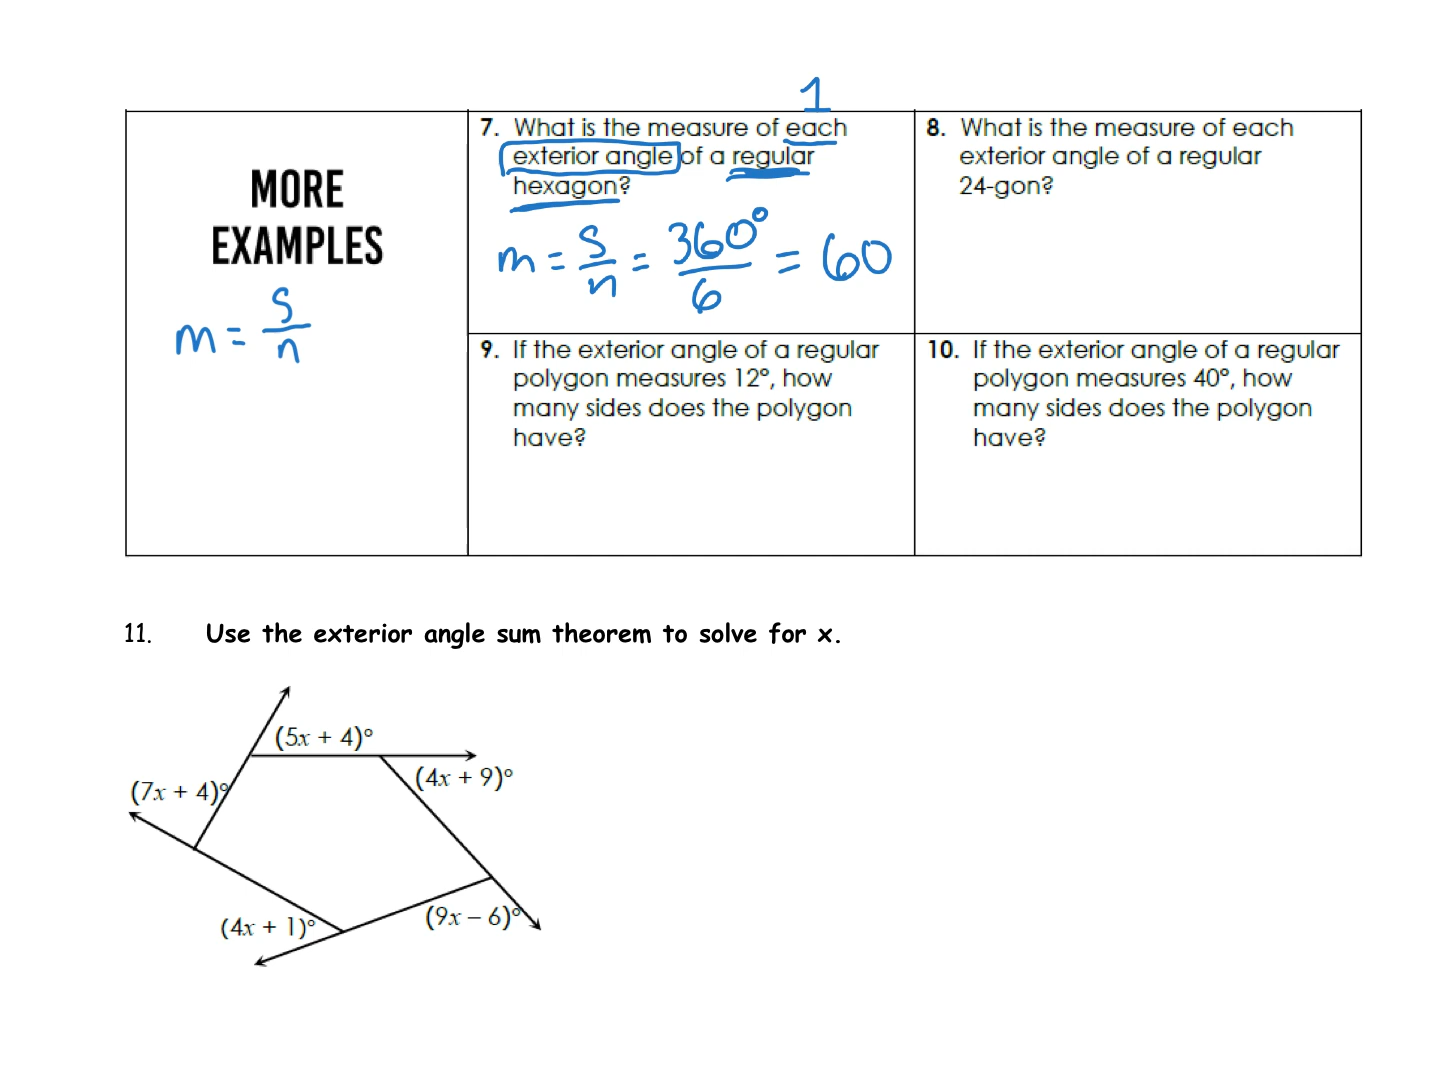 1
MORE
EXAMPLES
m = s/n
7. What is the measure of each
exterior angle of a regular
hexagon?
m = s/n = 360°/6 = 60
8. What is the measure of each
exterior angle of a regular
24-gon?
9. If the exterior angle of a regular
polygon measures 12°, how
many sides does the polygon
have?
10. If the exterior angle of a regular
polygon measures 40°, how
many sides does the polygon
have?
11. Use the exterior angle sum theorem to solve for x.
(5x + 4)°
(4x + 9)°
(7x + 4)°
(4x + 1)°
(9x – 6)°